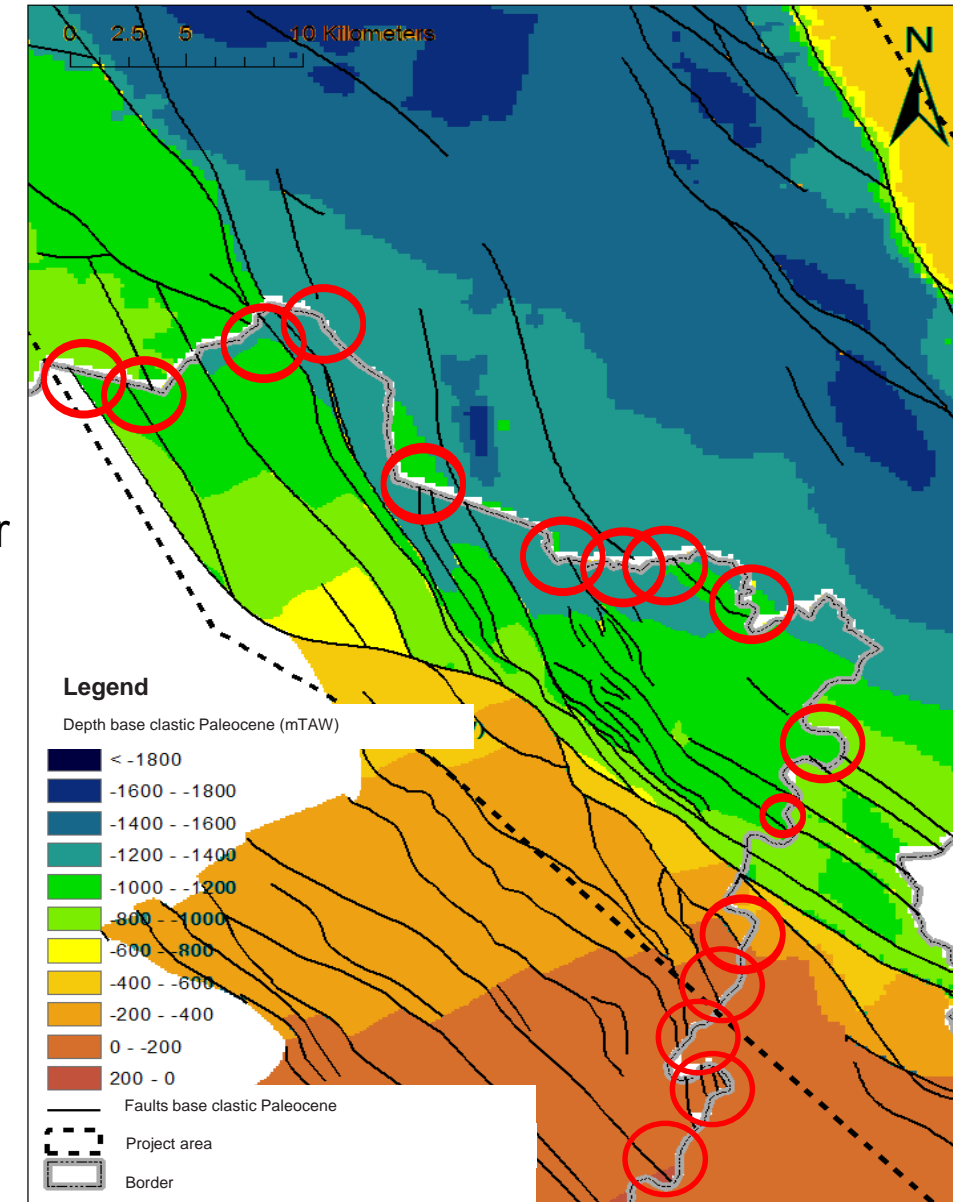 0 2.5 5 10 Kilometers
N
r
Legend
Depth base clastic Paleocene (mTAW)
)
< -1800
-1600 - -1800
-1400 - -1600
-1200 - -1400
-1000 - -1200
-800 - -1000
-600 - -800
-400 - -600
-200 - -400
0 - -200
200 - 0
Faults base clastic Paleocene
Project area
Border